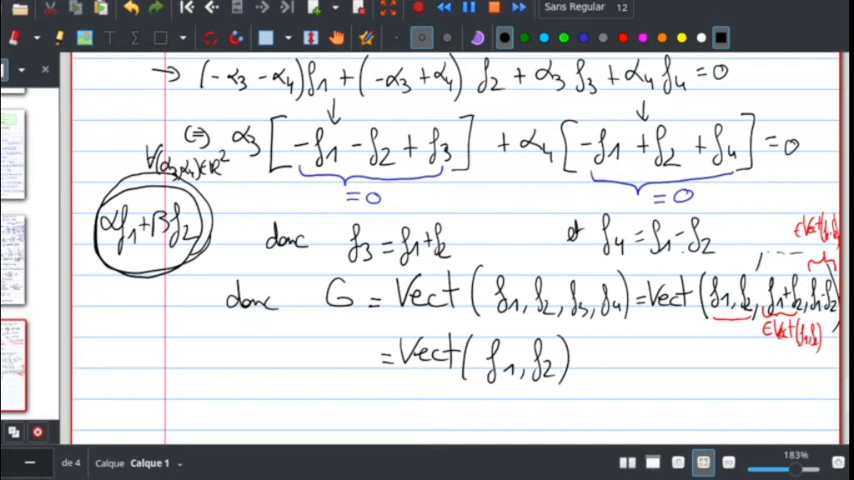 Sans Regular 12
→ (-α3 - α4) f1 + (-α3 + α4) f2 + α3 f3 + α4 f4 = 0
(=) α3 [-f1 - f2 + f3] + α4 [-f1 + f2 + f4] = 0
∀(α3,α4)∈R²
=0 =0
αf1+βf2
donc f3 = f1+f2 et f4 = f1-f2
∈Vect(f1,f2)
donc G = Vect(f1, f2, f3, f4) = Vect(f1, f2, f1+f2, f1-f2)
∈Vect(f1,f2)
= Vect(f1, f2)
de 4 Calque Calque 1 183%